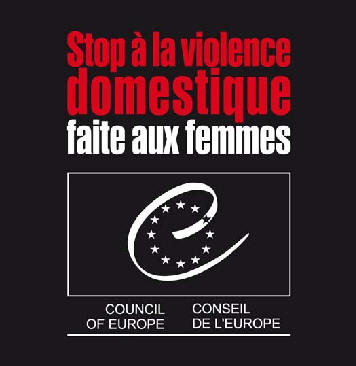 Stop à la violence
domestique
faite aux femmes
COUNCIL CONSEIL
OF EUROPE DE L'EUROPE